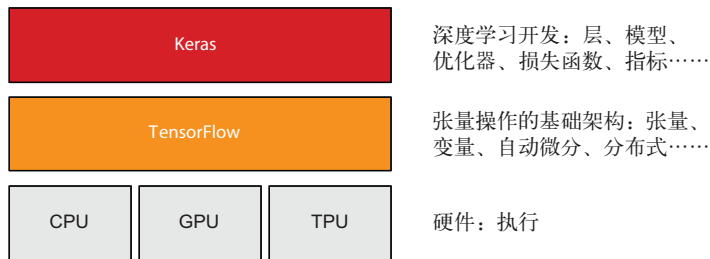 Keras
深度学习开发：层、模型、
优化器、损失函数、指标……
TensorFlow
张量操作的基础架构：张量、
变量、自动微分、分布式……
CPU
GPU
TPU
硬件：执行